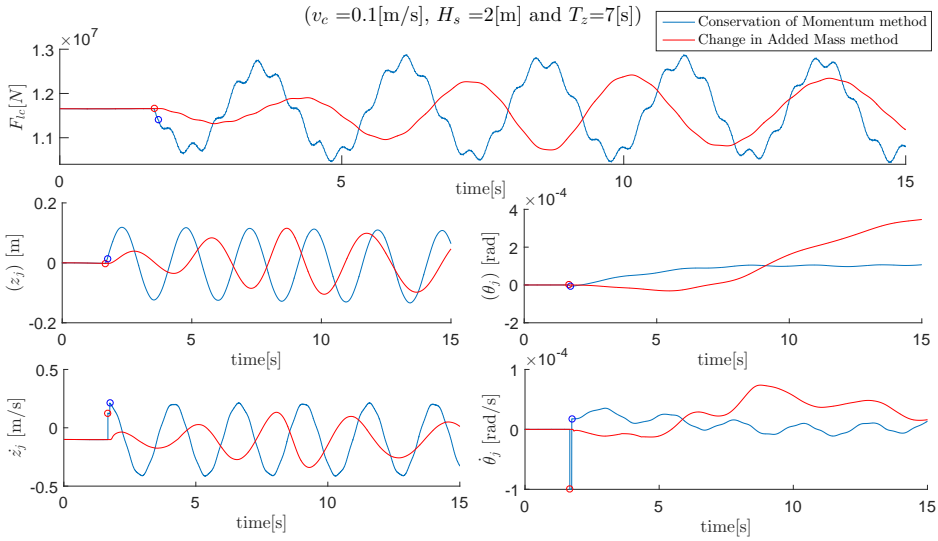 (v_c =0.1[m/s], H_s =2[m] and T_z=7[s])
Conservation of Momentum method
Change in Added Mass method
×10^7
1.3
1.2
1.1
F_lc[N]
0 5 10 15
time[s]
0.2
0
-0.2
(z_j) [m]
0 5 10 15
time[s]
×10^-4
4
2
0
-2
(θ_j) [rad]
0 5 10 15
time[s]
0.5
0
-0.5
ż_j [m/s]
0 5 10 15
time[s]
×10^-4
1
0
-1
θ̇_j [rad/s]
0 5 10 15
time[s]